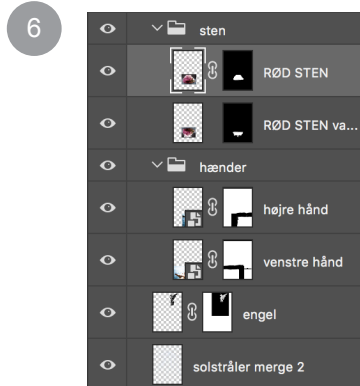 6
sten
RØD STEN
RØD STEN va...
hænder
højre hånd
venstre hånd
engel
solstråler merge 2